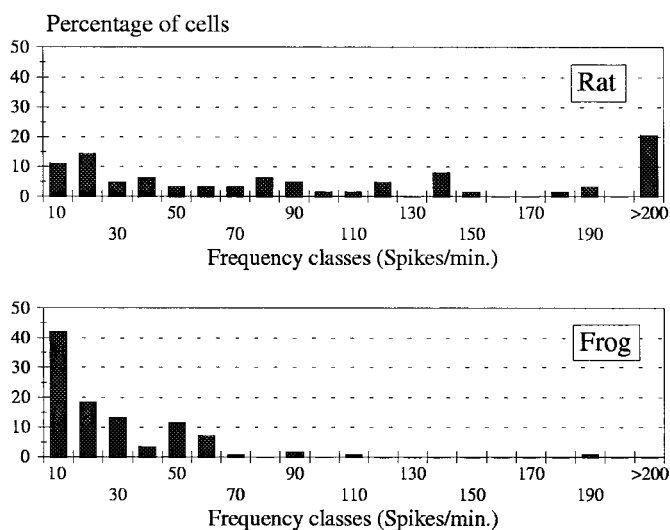 Percentage of cells
50
40
30
20
10
0
Rat
10 50 70 90 130 170 >200
30 110 150 190
Frequency classes (Spikes/min.)
50
40
30
20
10
0
Frog
10 50 90 130 170 >200
30 70 110 150 190
Frequency classes (Spikes/min.)